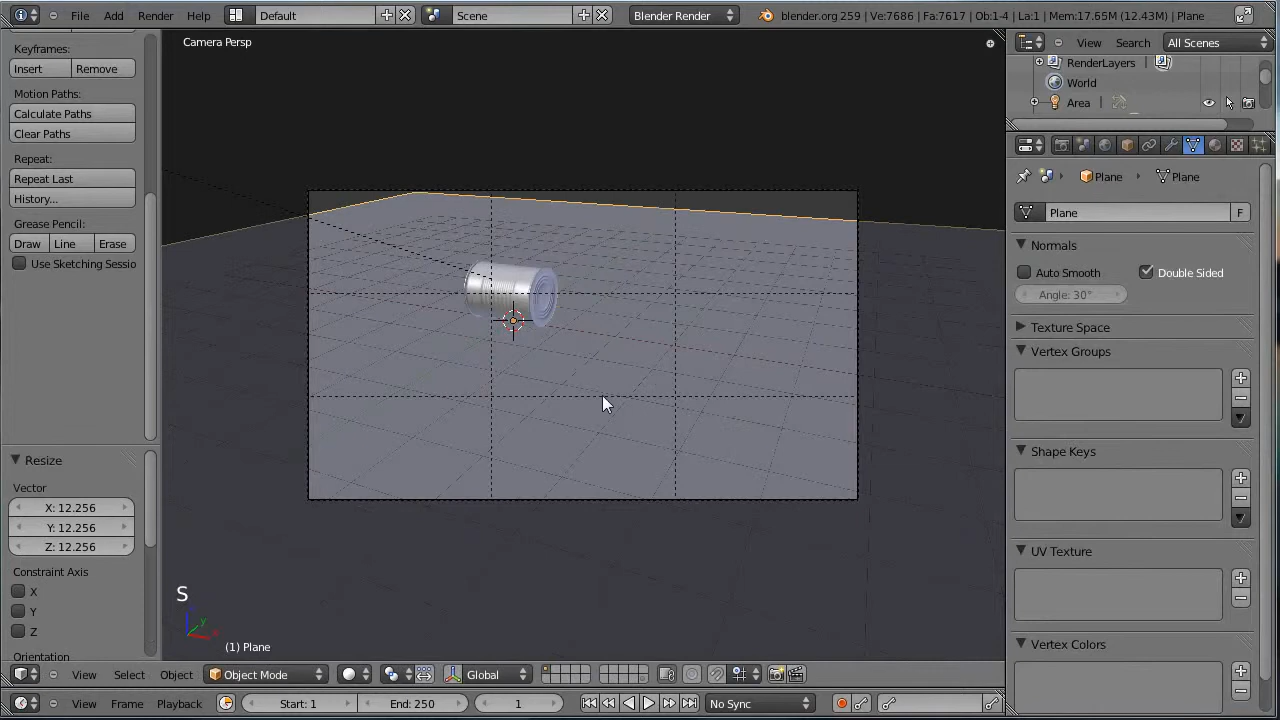 File Add Render Help Default Scene Blender Render blender.org 259 | Ve:7686 | Fa:7617 | Ob:1-4 | La:1 | Mem:17.65M (12.43M) | Plane
Keyframes:
Insert Remove
Motion Paths:
Calculate Paths
Clear Paths
Repeat:
Repeat Last
History...
Grease Pencil:
Draw Line Erase
Use Sketching Sessio
Resize
Vector
X: 12.256
Y: 12.256
Z: 12.256
Constraint Axis
X
Y
Z
Orientation
Camera Persp
S
z
y
x
(1) Plane
View Select Object Object Mode Global
View Frame Playback Start: 1 End: 250 1 No Sync
View Search All Scenes
RenderLayers |
World
Area |
Plane Plane
Plane F
Normals
Auto Smooth Double Sided
Angle: 30°
Texture Space
Vertex Groups
Shape Keys
UV Texture
Vertex Colors